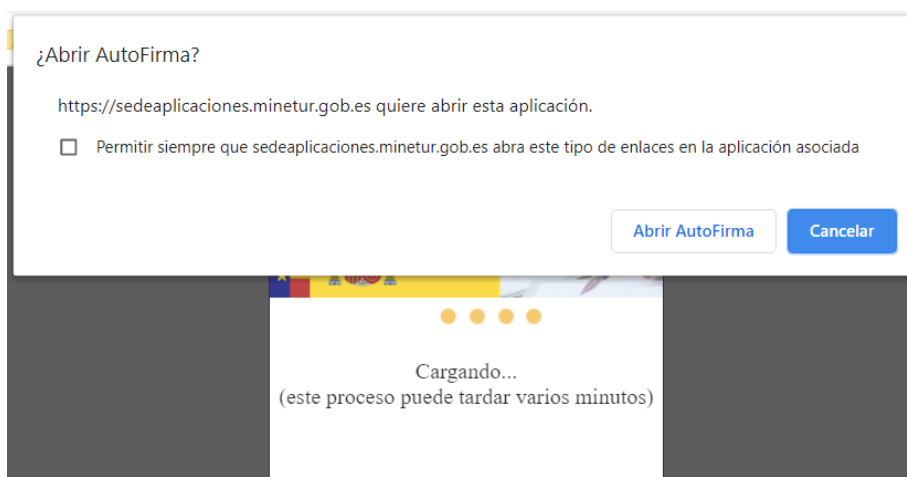 ¿Abrir AutoFirma?
https://sedeaplicaciones.minetur.gob.es quiere abrir esta aplicación.
Permitir siempre que sedeaplicaciones.minetur.gob.es abra este tipo de enlaces en la aplicación asociada
Abrir AutoFirma
Cancelar
Cargando...
(este proceso puede tardar varios minutos)